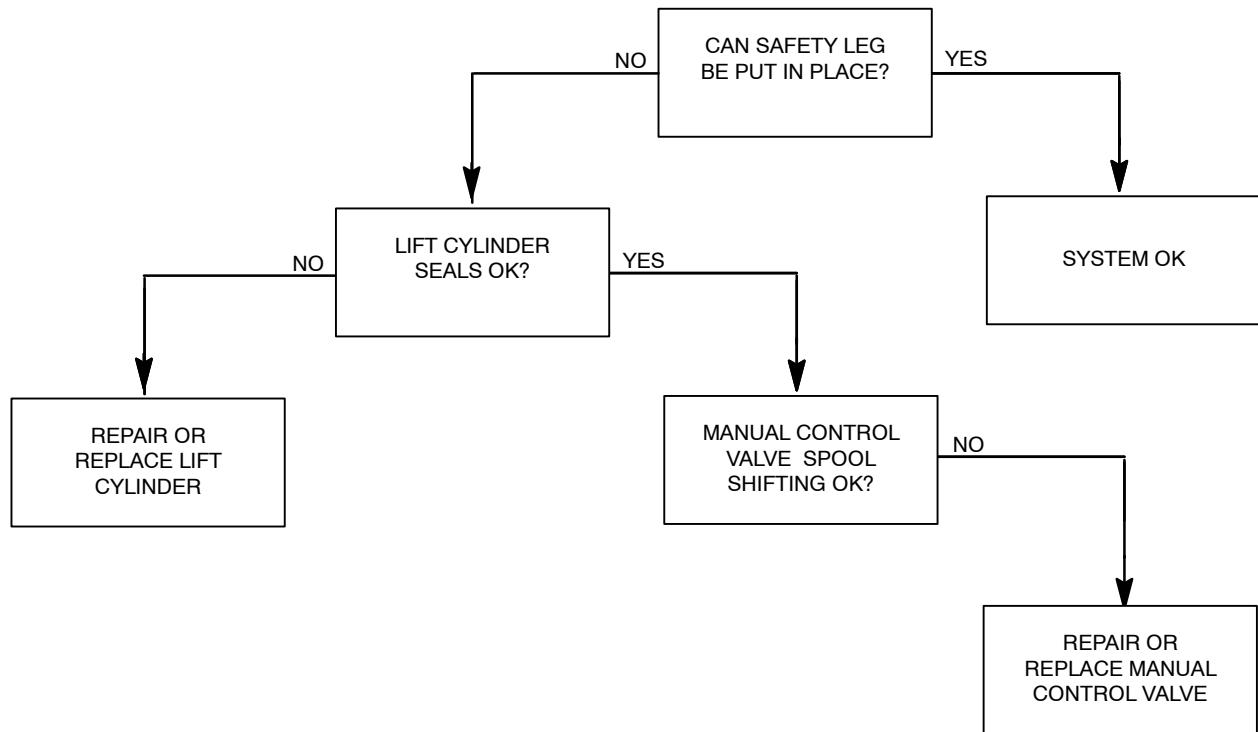 CAN SAFETY LEG
BE PUT IN PLACE?
NO
YES
LIFT CYLINDER
SEALS OK?
NO
YES
SYSTEM OK
REPAIR OR
REPLACE LIFT
CYLINDER
MANUAL CONTROL
VALVE SPOOL
SHIFTING OK?
NO
REPAIR OR
REPLACE MANUAL
CONTROL VALVE